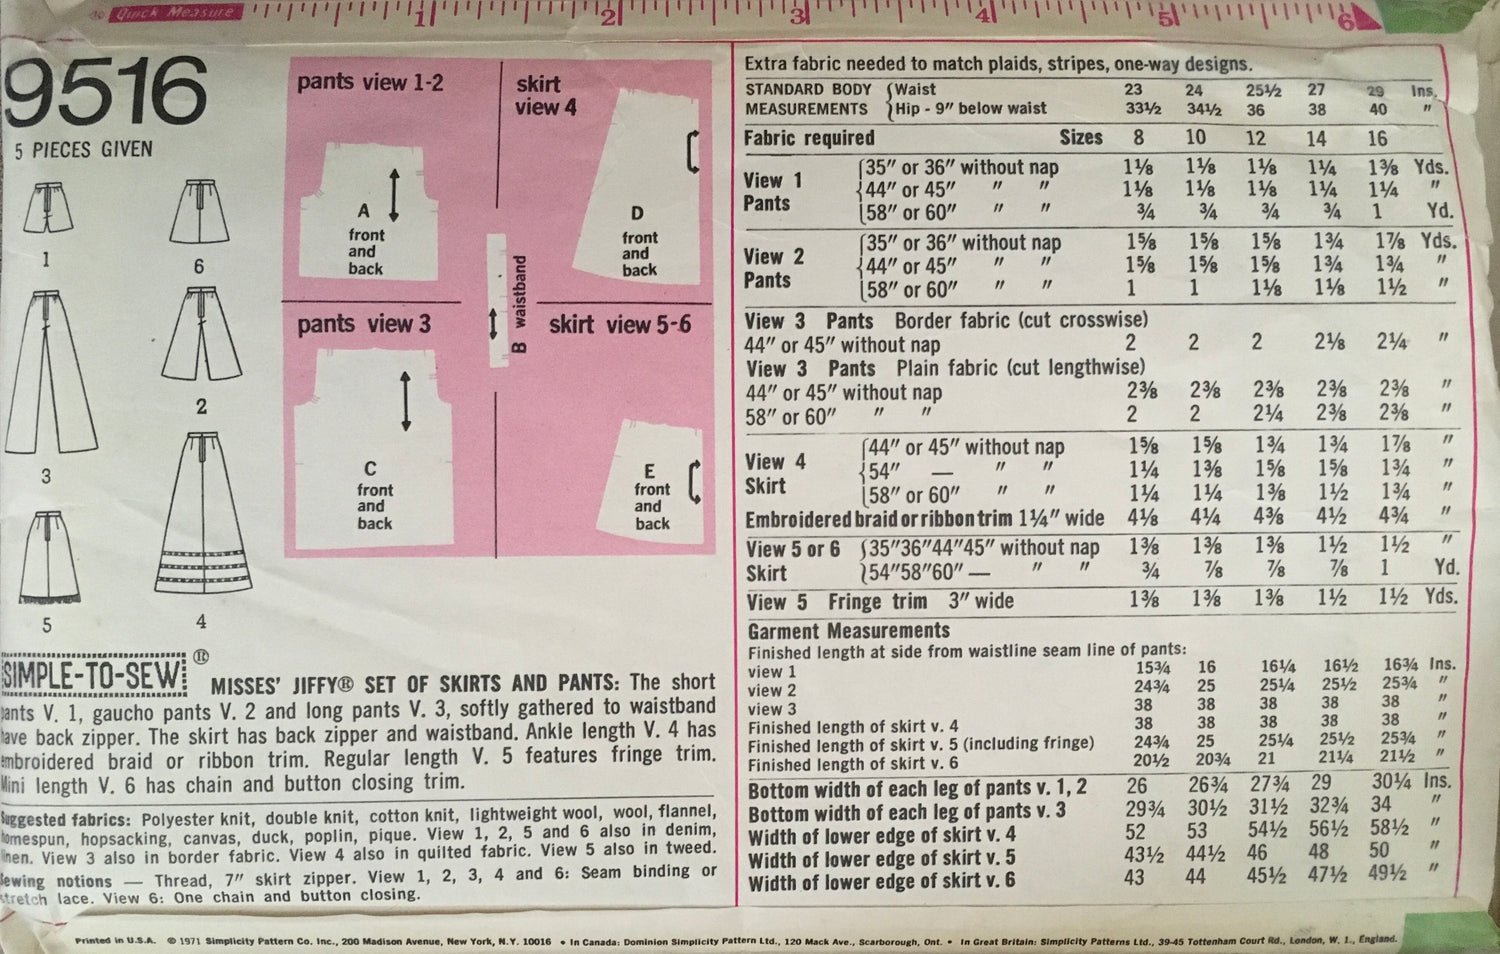 Quick Measure 1 2 3 4 5 6
9516
5 PIECES GIVEN
1
6
3
2
5
4
pants view 1-2
A
front
and
back
skirt
view 4
D
front
and
back
B waistband
pants view 3
C
front
and
back
skirt view 5-6
E
front
and
back
SIMPLE-TO-SEW ®
MISSES' JIFFY® SET OF SKIRTS AND PANTS: The short
pants V. 1, gaucho pants V. 2 and long pants V. 3, softly gathered to waistband
have back zipper. The skirt has back zipper and waistband. Ankle length V. 4 has
embroidered braid or ribbon trim. Regular length V. 5 features fringe trim.
Mini length V. 6 has chain and button closing trim.
Suggested fabrics: Polyester knit, double knit, cotton knit, lightweight wool, wool, flannel,
homespun, hopsacking, canvas, duck, poplin, pique. View 1, 2, 5 and 6 also in denim,
linen. View 3 also in border fabric. View 4 also in quilted fabric. View 5 also in tweed.
Sewing notions — Thread, 7" skirt zipper. View 1, 2, 3, 4 and 6: Seam binding or
stretch lace. View 6: One chain and button closing.
Extra fabric needed to match plaids, stripes, one-way designs.
STANDARD BODY { Waist 23 24 25½ 27 29 Ins.
MEASUREMENTS { Hip - 9" below waist 33½ 34½ 36 38 40 "
Fabric required Sizes 8 10 12 14 16
View 1 Pants
35" or 36" without nap 1⅛ 1⅛ 1⅛ 1¼ 1⅜ Yds.
44" or 45" " " 1⅛ 1⅛ 1⅛ 1¼ 1¼ "
58" or 60" " " ¾ ¾ ¾ ¾ 1 Yd.
View 2 Pants
35" or 36" without nap 1⅝ 1⅝ 1⅝ 1¾ 1⅞ Yds.
44" or 45" " " 1⅝ 1⅝ 1⅝ 1¾ 1¾ "
58" or 60" " " 1 1 1⅛ 1⅛ 1½ "
View 3 Pants Border fabric (cut crosswise)
44" or 45" without nap 2 2 2 2⅛ 2¼ "
View 3 Pants Plain fabric (cut lengthwise)
44" or 45" without nap 2⅜ 2⅜ 2⅜ 2⅜ 2⅜ "
58" or 60" " " 2 2 2¼ 2⅜ 2⅜ "
View 4 Skirt
44" or 45" without nap 1⅝ 1⅝ 1¾ 1¾ 1⅞ "
54" — " " 1¼ 1⅜ 1⅝ 1⅝ 1¾ "
58" or 60" " " 1¼ 1¼ 1⅜ 1½ 1¾ "
Embroidered braid or ribbon trim 1¼" wide 4⅛ 4¼ 4⅜ 4½ 4¾ "
View 5 or 6 Skirt
35"36"44"45" without nap 1⅜ 1⅜ 1⅜ 1½ 1½ "
54"58"60" — " " ¾ ⅞ ⅞ ⅞ 1 Yd.
View 5 Fringe trim 3" wide 1⅜ 1⅜ 1⅜ 1½ 1½ Yds.
Garment Measurements
Finished length at side from waistline seam line of pants:
view 1 15¾ 16 16¼ 16½ 16¾ Ins.
view 2 24¾ 25 25¼ 25½ 25¾ "
view 3 38 38 38 38 38 "
Finished length of skirt v. 4 38 38 38 38 38 "
Finished length of skirt v. 5 (including fringe) 24¾ 25 25¼ 25½ 25¾ "
Finished length of skirt v. 6 20½ 20¾ 21 21¼ 21½ "
Bottom width of each leg of pants v. 1, 2 26 26¾ 27¾ 29 30¼ Ins.
Bottom width of each leg of pants v. 3 29¾ 30½ 31½ 32¾ 34 "
Width of lower edge of skirt v. 4 52 53 54½ 56½ 58½ "
Width of lower edge of skirt v. 5 43½ 44½ 46 48 50 "
Width of lower edge of skirt v. 6 43 44 45½ 47½ 49½ "
Printed in U.S.A. © 1971 Simplicity Pattern Co. Inc., 200 Madison Avenue, New York, N.Y. 10016 • In Canada: Dominion Simplicity Pattern Ltd., 120 Mack Ave., Scarborough, Ont. • In Great Britain: Simplicity Patterns Ltd., 39-45 Tottenham Court Rd., London, W. 1., England.